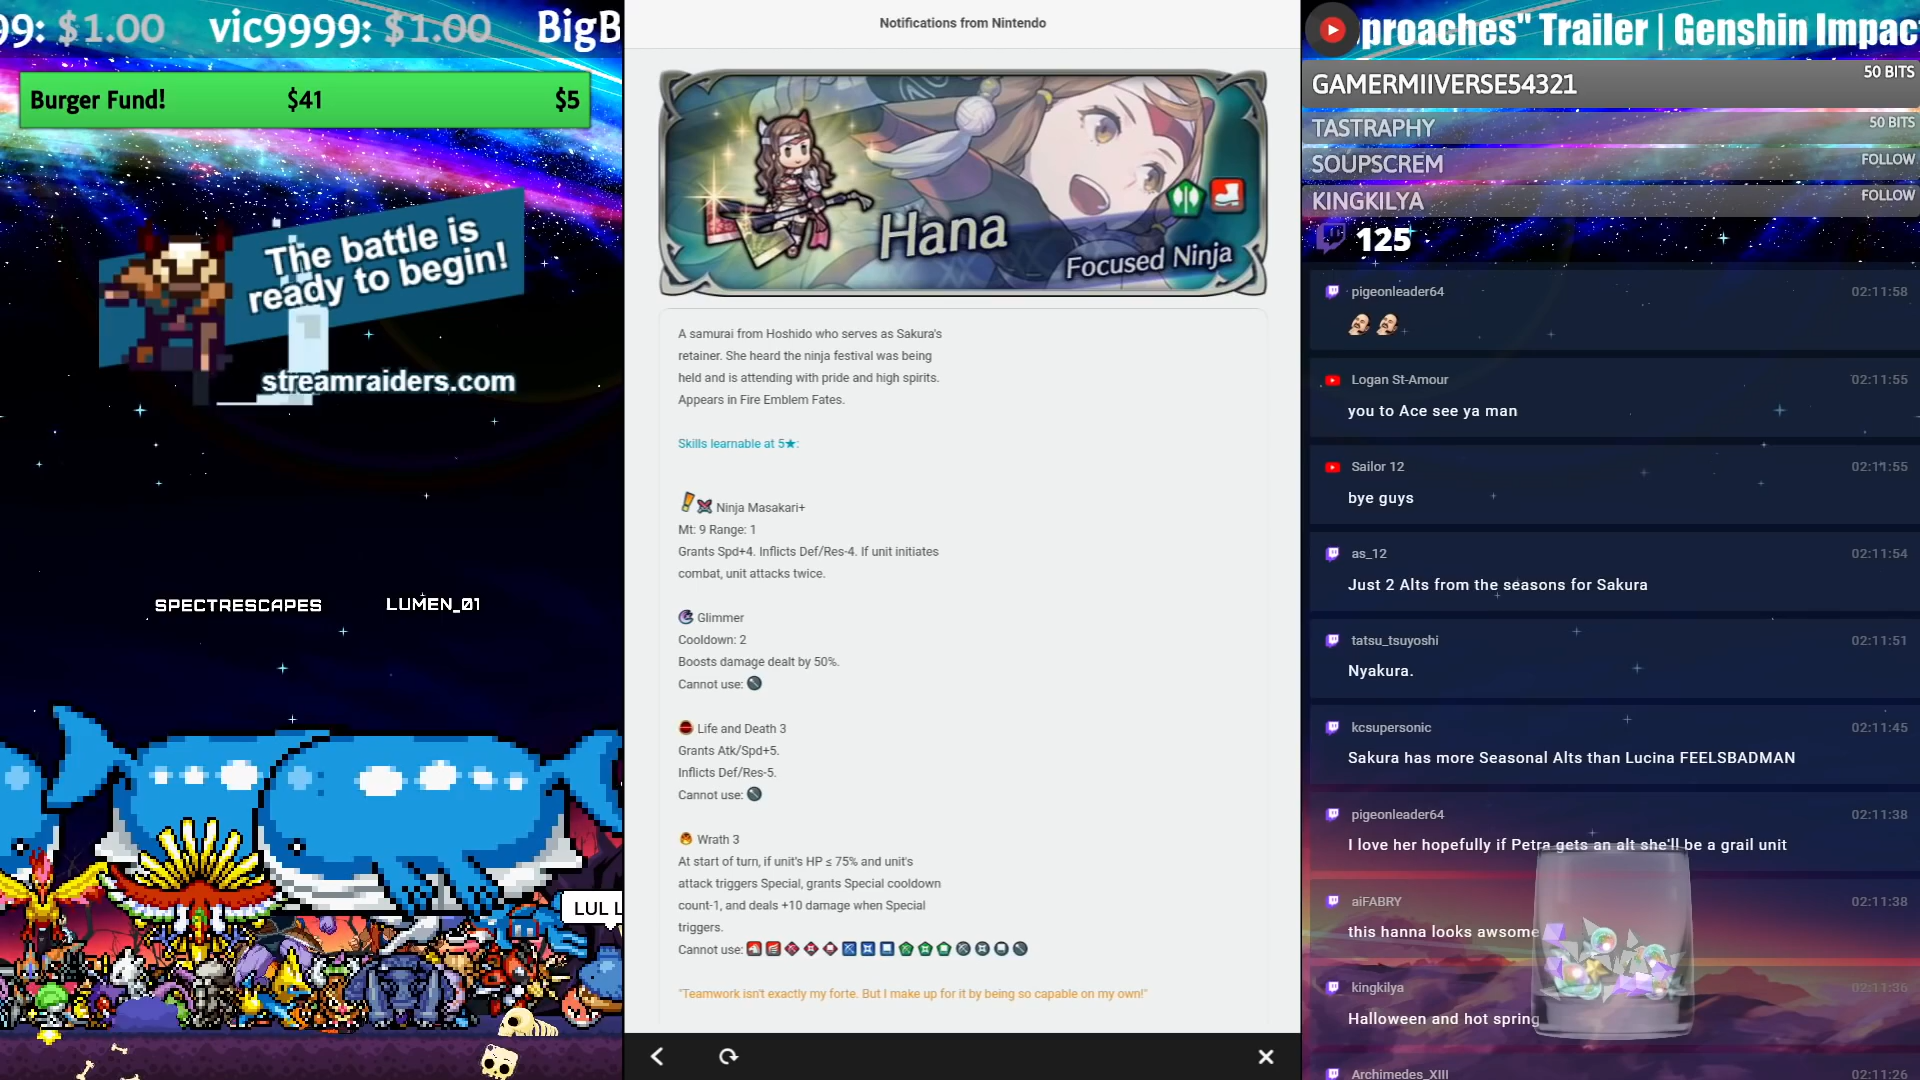 99: $1.00 vic9999: $1.00 BigB
Burger Fund! $41 $5
The battle is
ready to begin!
streamraiders.com
SPECTRESCAPES LUMEN_01
LUL L
Notifications from Nintendo
Hana
Focused Ninja
A samurai from Hoshido who serves as Sakura's
retainer. She heard the ninja festival was being
held and is attending with pride and high spirits.
Appears in Fire Emblem Fates.
Skills learnable at 5★:
Ninja Masakari+
Mt: 9 Range: 1
Grants Spd+4. Inflicts Def/Res-4. If unit initiates
combat, unit attacks twice.
Glimmer
Cooldown: 2
Boosts damage dealt by 50%.
Cannot use:
Life and Death 3
Grants Atk/Spd+5.
Inflicts Def/Res-5.
Cannot use:
Wrath 3
At start of turn, if unit's HP ≤ 75% and unit's
attack triggers Special, grants Special cooldown
count-1, and deals +10 damage when Special
triggers.
Cannot use:
"Teamwork isn't exactly my forte. But I make up for it by being so capable on my own!"
pproaches" Trailer | Genshin Impac
GAMERMIIVERSE54321 50 BITS
TASTRAPHY 50 BITS
SOUPSCREM FOLLOW
KINGKILYA FOLLOW
125
pigeonleader64 02:11:58
Logan St-Amour 02:11:55
you to Ace see ya man
Sailor 12 02:11:55
bye guys
as_12 02:11:54
Just 2 Alts from the seasons for Sakura
tatsu_tsuyoshi 02:11:51
Nyakura.
kcsupersonic 02:11:45
Sakura has more Seasonal Alts than Lucina FEELSBADMAN
pigeonleader64 02:11:38
I love her hopefully if Petra gets an alt she'll be a grail unit
aiFABRY 02:11:38
this hanna looks awsome
kingkilya 02:11:36
Halloween and hot spring
Archimedes_XIII 02:11:26